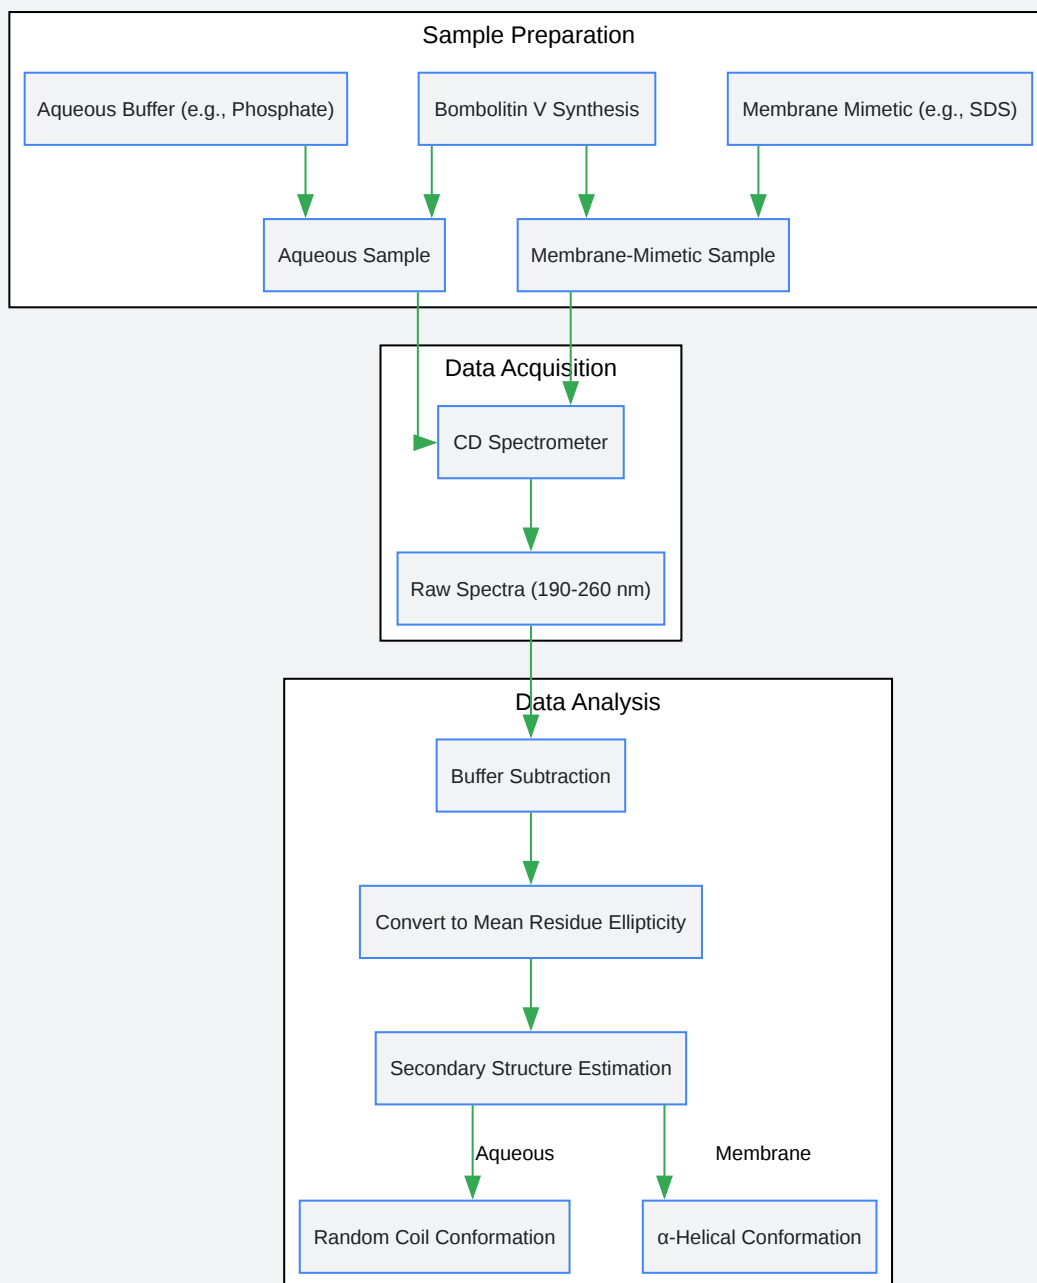 Sample Preparation
Aqueous Buffer (e.g., Phosphate)
Bombolitin V Synthesis
Membrane Mimetic (e.g., SDS)
Aqueous Sample
Membrane-Mimetic Sample
Data Acquisition
CD Spectrometer
Raw Spectra (190-260 nm)
Data Analysis
Buffer Subtraction
Convert to Mean Residue Ellipticity
Secondary Structure Estimation
Aqueous
Membrane
Random Coil Conformation
α-Helical Conformation